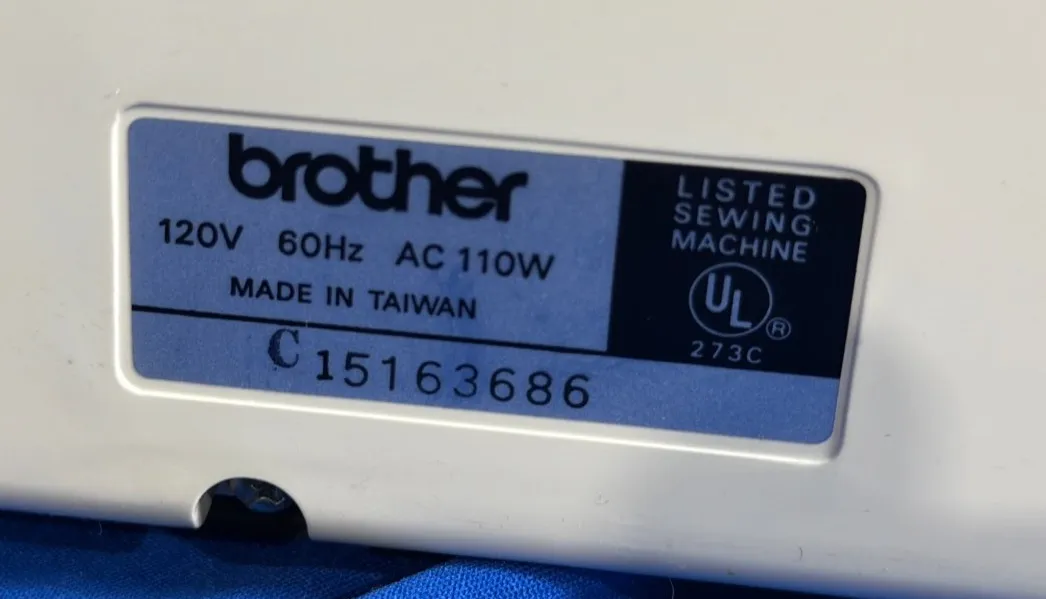 brother
120V 60Hz AC 110W
MADE IN TAIWAN
C15163686
LISTED
SEWING
MACHINE
UL®
273C